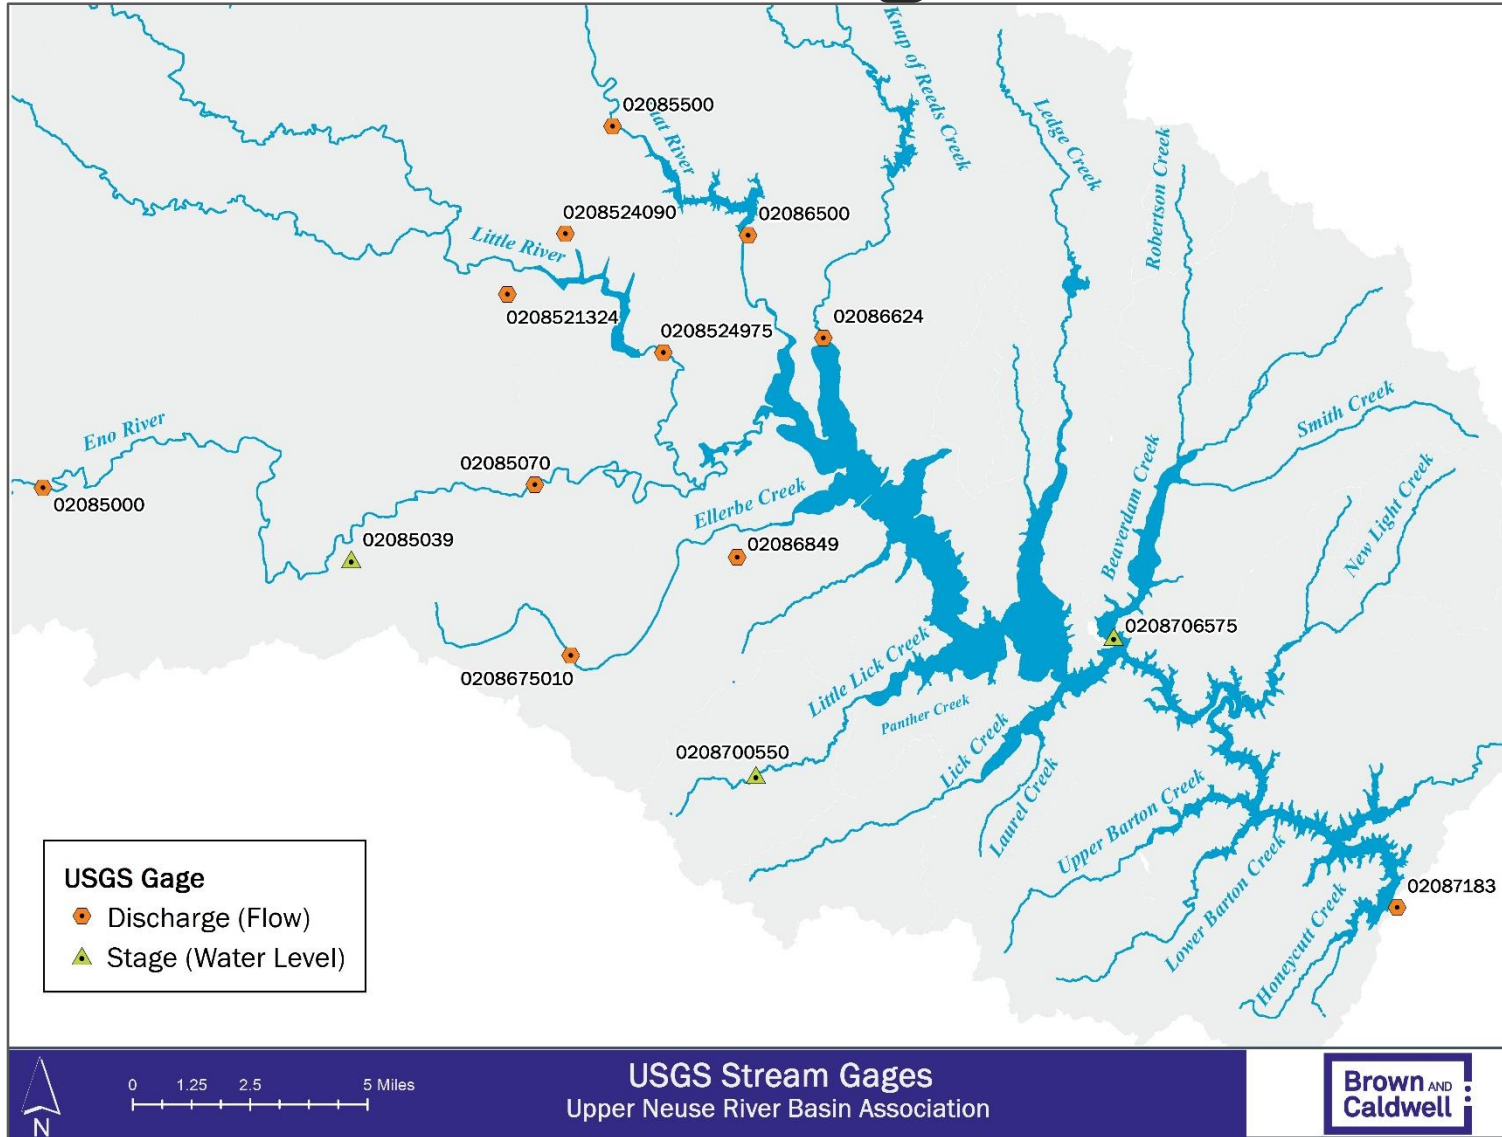 Knap of Reeds Creek
Ledge Creek
Robertson Creek
02085500
River
0208524090
02086500
Little River
0208521324
0208524975
02086624
Smith Creek
Eno River
02085000
02085070
Ellerbe Creek
Beaverdam Creek
New Light Creek
02085039
02086849
0208706575
0208675010
Little Lick Creek
Panther Creek
0208700550
Lick Creek
Laurel Creek
Upper Barton Creek
Lower Barton Creek
Honeycutt Creek
02087183
USGS Gage
Discharge (Flow)
Stage (Water Level)
N
0 1.25 2.5 5 Miles
USGS Stream Gages
Upper Neuse River Basin Association
Brown AND
Caldwell